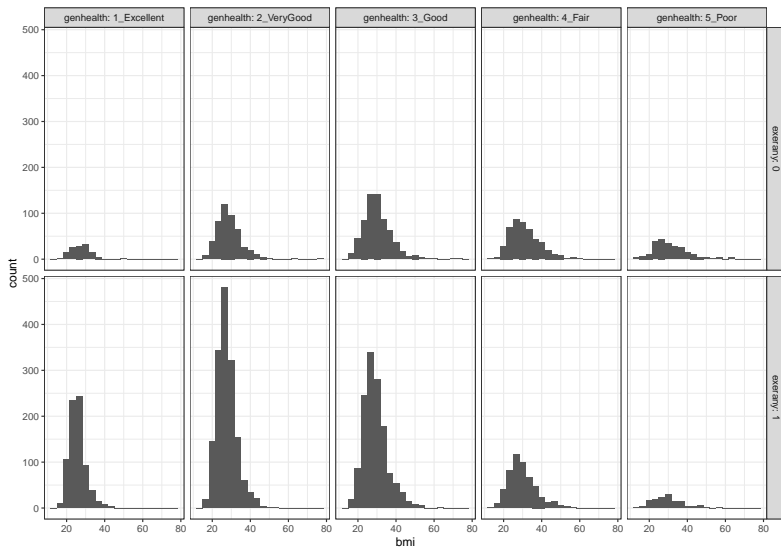 genhealth: 1_Excellent genhealth: 2_VeryGood genhealth: 3_Good genhealth: 4_Fair genhealth: 5_Poor
500
400
300
200
100
0
exerany: 0
count
500
400
300
200
100
0
exerany: 1
20 40 60 80 20 40 60 80 20 40 60 80 20 40 60 80 20 40 60 80
bmi